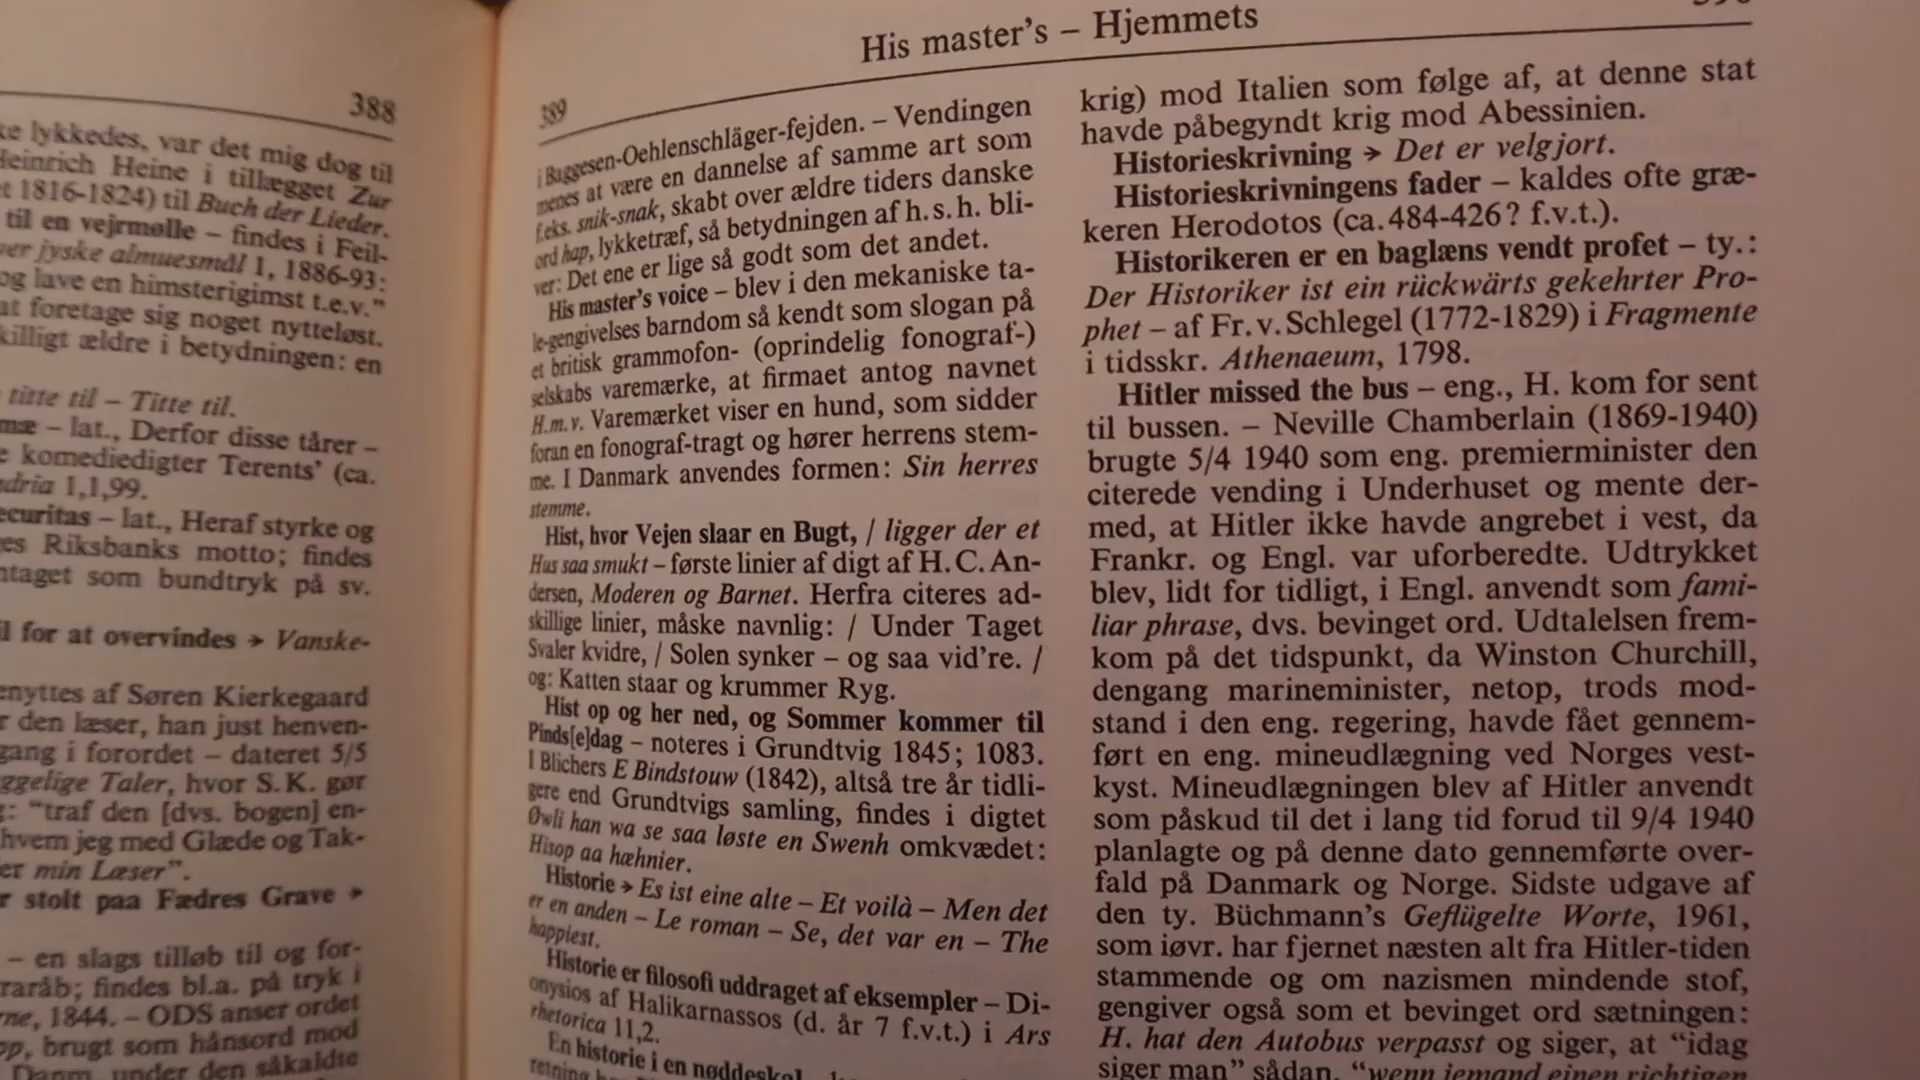 388
ke lykkedes, var det mig dog til
Heinrich Heine i tillægget Zur
t 1816-1824) til Buch der Lieder.
til en vejrmølle – findes i Feil-
ver jyske almuesmål 1, 1886-93:
og lave en himsterigimst t.e.v.”
at foretage sig noget nytteløst.
killigt ældre i betydningen: en
titte til – Titte til.
mæ – lat., Derfor disse tårer –
e komediedigter Terents’ (ca.
ndria 1,1,99.
ecuritas – lat., Heraf styrke og
es Riksbanks motto; findes
ntaget som bundtryk på sv.
il for at overvindes → Vanske-
enyttes af Søren Kierkegaard
r den læser, han just henven-
gang i forordet – dateret 5/5
ggelige Taler, hvor S.K. gør
g: “traf den [dvs. bogen] en-
hvem jeg med Glæde og Tak-
er min Læser”.
r stolt paa Fædres Grave →
– en slags tilløb til og for-
raråb; findes bl.a. på tryk i
rne, 1844. – ODS anser ordet
op, brugt som hånsord mod
Danm. under den såkaldte
His master’s – Hjemmets
389
i Baggesen-Oehlenschläger-fejden. – Vendingen
menes at være en dannelse af samme art som
f.eks. snik-snak, skabt over ældre tiders danske
ord hap, lykketræf, så betydningen af h.s.h. bli-
ver: Det ene er lige så godt som det andet.
His master’s voice – blev i den mekaniske ta-
le-gengivelses barndom så kendt som slogan på
et britisk grammofon- (oprindelig fonograf-)
selskabs varemærke, at firmaet antog navnet
H.m.v. Varemærket viser en hund, som sidder
foran en fonograf-tragt og hører herrens stem-
me. I Danmark anvendes formen: Sin herres
stemme.
Hist, hvor Vejen slaar en Bugt, / ligger der et
Hus saa smukt – første linier af digt af H.C. An-
dersen, Moderen og Barnet. Herfra citeres ad-
skillige linier, måske navnlig: / Under Taget
Svaler kvidre, / Solen synker – og saa vid’re. /
og: Katten staar og krummer Ryg.
Hist op og her ned, og Sommer kommer til
Pinds[e]dag – noteres i Grundtvig 1845; 1083.
I Blichers E Bindstouw (1842), altså tre år tidli-
gere end Grundtvigs samling, findes i digtet
Øwli han wa se saa løste en Swenh omkvædet:
Hisop aa hæhnier.
Historie → Es ist eine alte – Et voilà – Men det
er en anden – Le roman – Se, det var en – The
happiest.
Historie er filosofi uddraget af eksempler – Di-
onysios af Halikarnassos (d. år 7 f.v.t.) i Ars
rhetorica 11,2.
En historie i en nøddeskal
krig) mod Italien som følge af, at denne stat
havde påbegyndt krig mod Abessinien.
Historieskrivning → Det er velgjort.
Historieskrivningens fader – kaldes ofte græ-
keren Herodotos (ca. 484-426? f.v.t.).
Historikeren er en baglæns vendt profet – ty.:
Der Historiker ist ein rückwärts gekehrter Pro-
phet – af Fr. v. Schlegel (1772-1829) i Fragmente
i tidsskr. Athenaeum, 1798.
Hitler missed the bus – eng., H. kom for sent
til bussen. – Neville Chamberlain (1869-1940)
brugte 5/4 1940 som eng. premierminister den
citerede vending i Underhuset og mente der-
med, at Hitler ikke havde angrebet i vest, da
Frankr. og Engl. var uforberedte. Udtrykket
blev, lidt for tidligt, i Engl. anvendt som fami-
liar phrase, dvs. bevinget ord. Udtalelsen frem-
kom på det tidspunkt, da Winston Churchill,
dengang marineminister, netop, trods mod-
stand i den eng. regering, havde fået gennem-
ført en eng. mineudlægning ved Norges vest-
kyst. Mineudlægningen blev af Hitler anvendt
som påskud til det i lang tid forud til 9/4 1940
planlagte og på denne dato gennemførte over-
fald på Danmark og Norge. Sidste udgave af
den ty. Büchmann’s Geflügelte Worte, 1961,
som iøvr. har fjernet næsten alt fra Hitler-tiden
stammende og om nazismen mindende stof,
gengiver også som et bevinget ord sætningen:
H. hat den Autobus verpasst og siger, at “idag
siger man” sådan, “wenn jemand einen richtigen